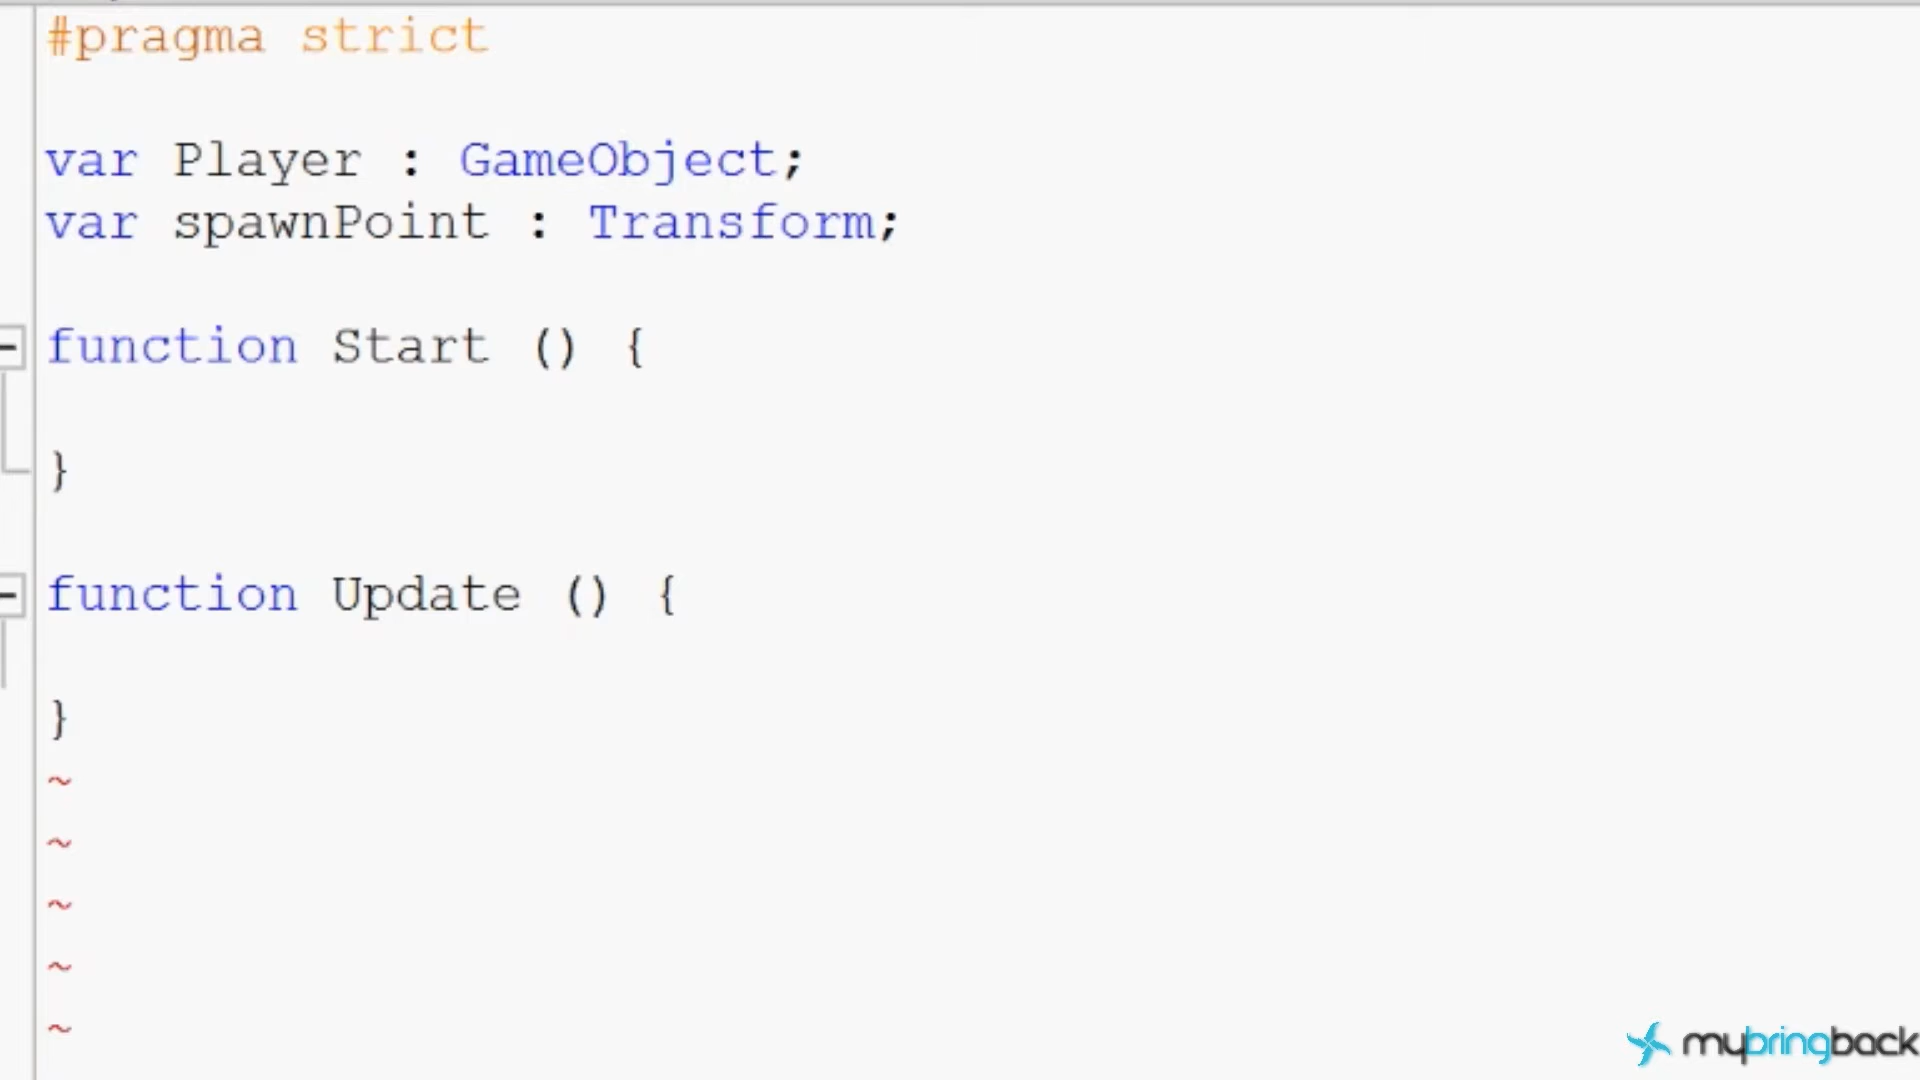 #pragma strict
var Player : GameObject;
var spawnPoint : Transform;
function Start () {
}
function Update () {
}
~
~
~
~
~
mybringback